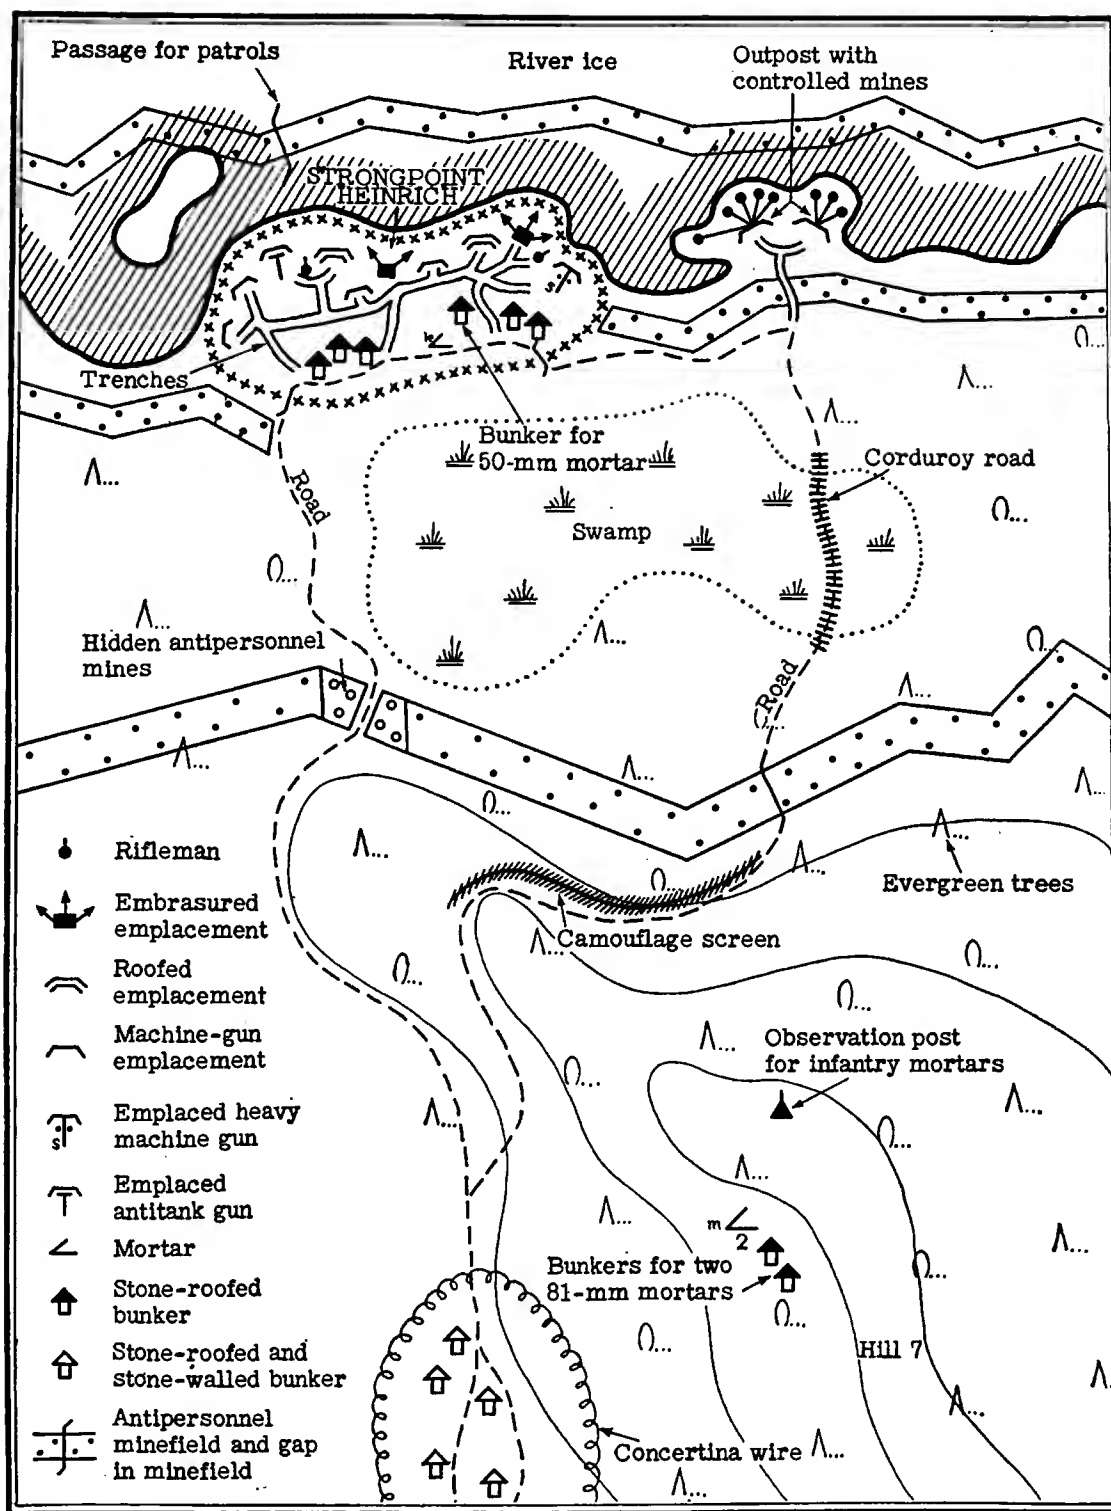 Passage for patrols
River ice
Outpost with
controlled mines
STRONGPOINT
HEINRICH
s
Trenches
Bunker for
50-mm mortar
Corduroy road
Road
Swamp
Hidden antipersonnel
mines
Road
Rifleman
Evergreen trees
Embrasured
emplacement
Camouflage screen
Roofed
emplacement
Machine-gun
emplacement
Observation post
for infantry mortars
Emplaced heavy
machine gun
s
Emplaced
antitank gun
m
2
Mortar
Bunkers for two
81-mm mortars
Stone-roofed
bunker
Hill 7
Stone-roofed and
stone-walled bunker
Antipersonnel
minefield and gap
in minefield
Concertina wire